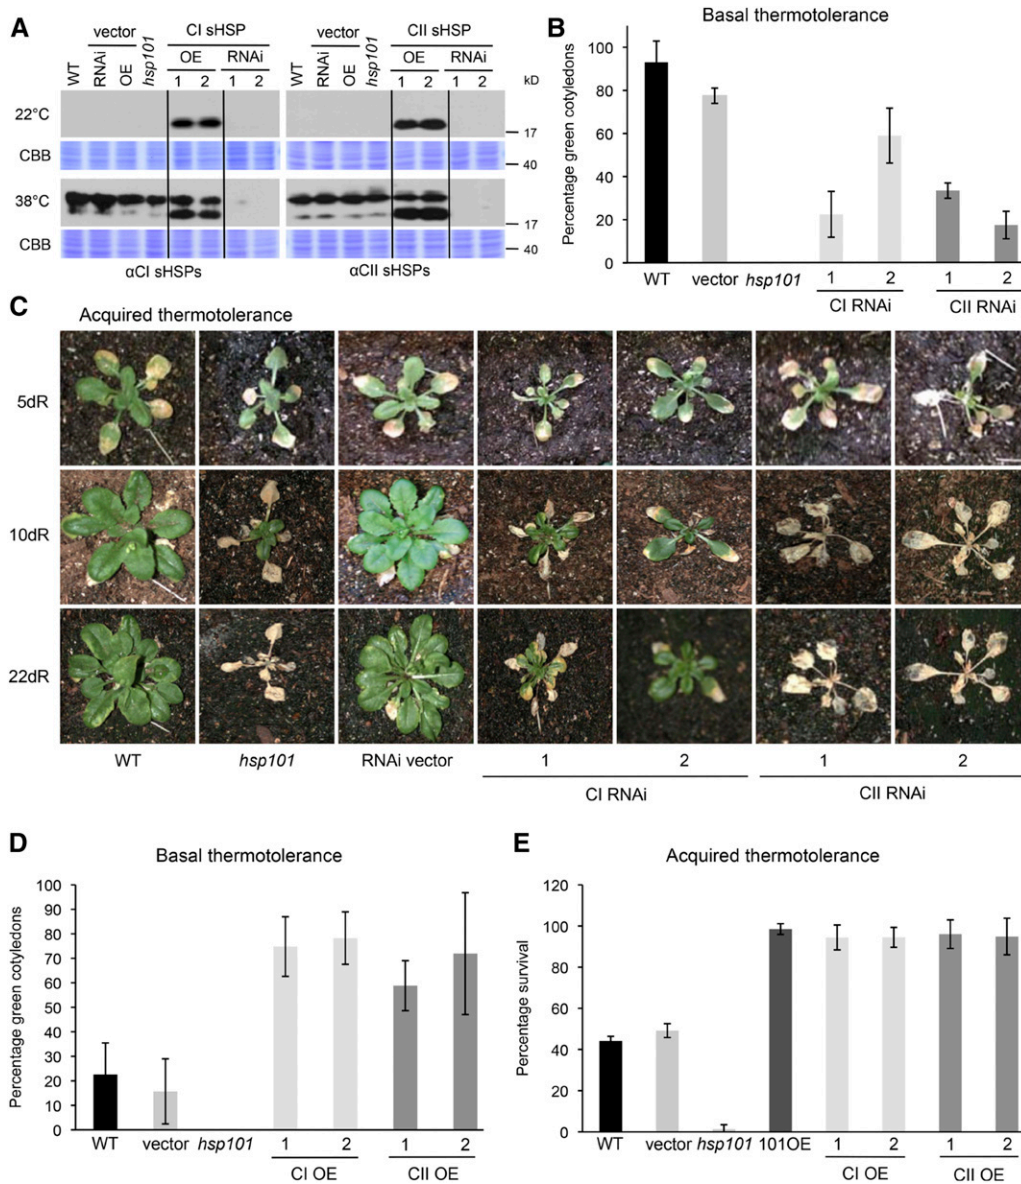 A
vector
CI sHSP
WT
RNAi
OE
hsp101
OE
RNAi
1 2 1 2
22°C
CBB
38°C
CBB
αCI sHSPs
vector
CII sHSP
WT
RNAi
OE
hsp101
OE
RNAi
1 2 1 2
kD
17
40
17
40
αCII sHSPs
B
Basal thermotolerance
Percentage green cotyledons
100
80
60
40
20
0
WT vector hsp101 1 2 1 2
CI RNAi CII RNAi
C
Acquired thermotolerance
5dR
10dR
22dR
WT hsp101 RNAi vector 1 2 1 2
CI RNAi CII RNAi
D
Basal thermotolerance
Percentage green cotyledons
100
90
80
70
60
50
40
30
20
10
0
WT vector hsp101 1 2 1 2
CI OE CII OE
E
Acquired thermotolerance
Percentage survival
120
100
80
60
40
20
0
WT vector hsp101 101OE 1 2 1 2
CI OE CII OE